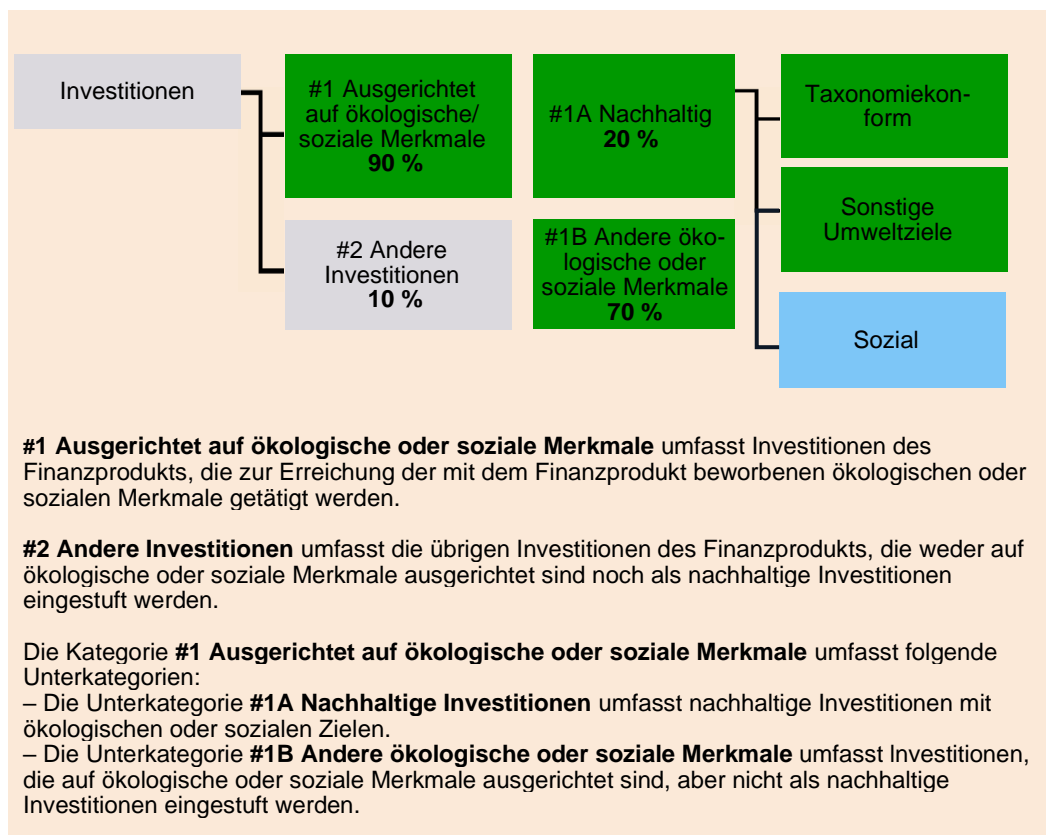 Investitionen
#1 Ausgerichtet
auf ökologische/
soziale Merkmale
90 %
#2 Andere
Investitionen
10 %
#1A Nachhaltig
20 %
#1B Andere öko-
logische oder
soziale Merkmale
70 %
Taxonomiekon-
form
Sonstige
Umweltziele
Sozial
#1 Ausgerichtet auf ökologische oder soziale Merkmale umfasst Investitionen des
Finanzprodukts, die zur Erreichung der mit dem Finanzprodukt beworbenen ökologischen oder
sozialen Merkmale getätigt werden.
#2 Andere Investitionen umfasst die übrigen Investitionen des Finanzprodukts, die weder auf
ökologische oder soziale Merkmale ausgerichtet sind noch als nachhaltige Investitionen
eingestuft werden.
Die Kategorie #1 Ausgerichtet auf ökologische oder soziale Merkmale umfasst folgende
Unterkategorien:
– Die Unterkategorie #1A Nachhaltige Investitionen umfasst nachhaltige Investitionen mit
ökologischen oder sozialen Zielen.
– Die Unterkategorie #1B Andere ökologische oder soziale Merkmale umfasst Investitionen,
die auf ökologische oder soziale Merkmale ausgerichtet sind, aber nicht als nachhaltige
Investitionen eingestuft werden.